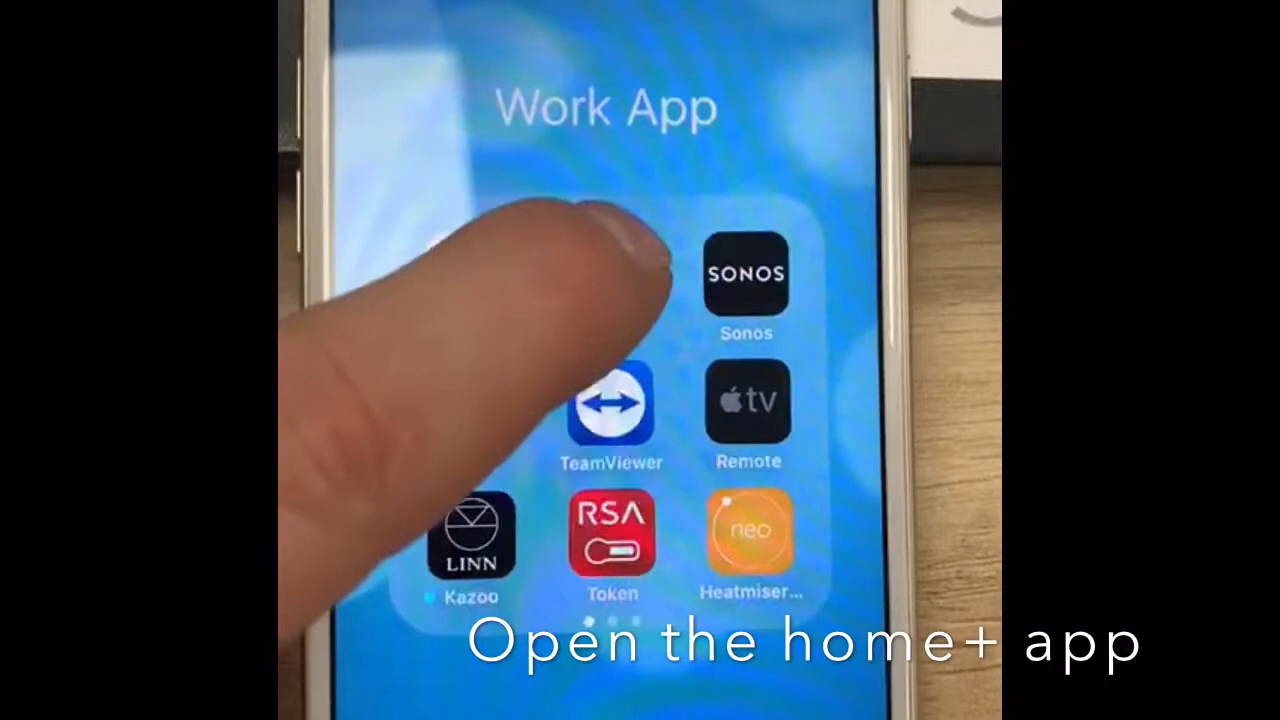 Work App
SONOS
Sonos
tv
TeamViewer
Remote
RSA
neo
LINN
Kazoo
Token
Heatmiser...
Open the home+ app